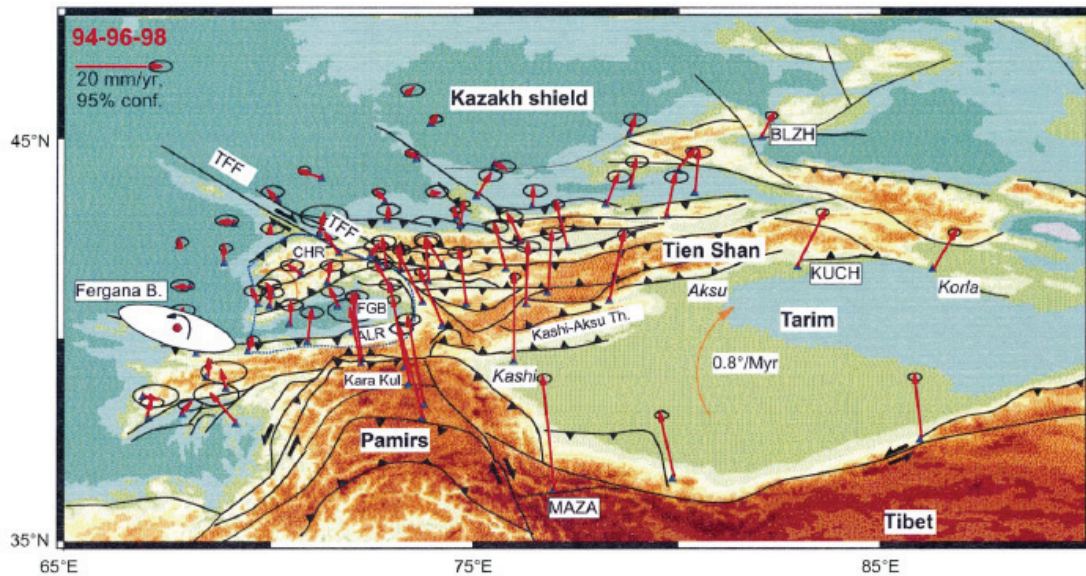 94-96-98
20 mm/yr,
95% conf.
Kazakh shield
45°N
BLZH
TFF
TFF
CHR
Tien Shan
KUCH
Fergana B.
Aksu
Korla
FGB
Tarim
ALR
Kashi-Aksu Th.
0.8°/Myr
Kara Kul
Kashi
Pamirs
MAZA
Tibet
35°N
65°E
75°E
85°E